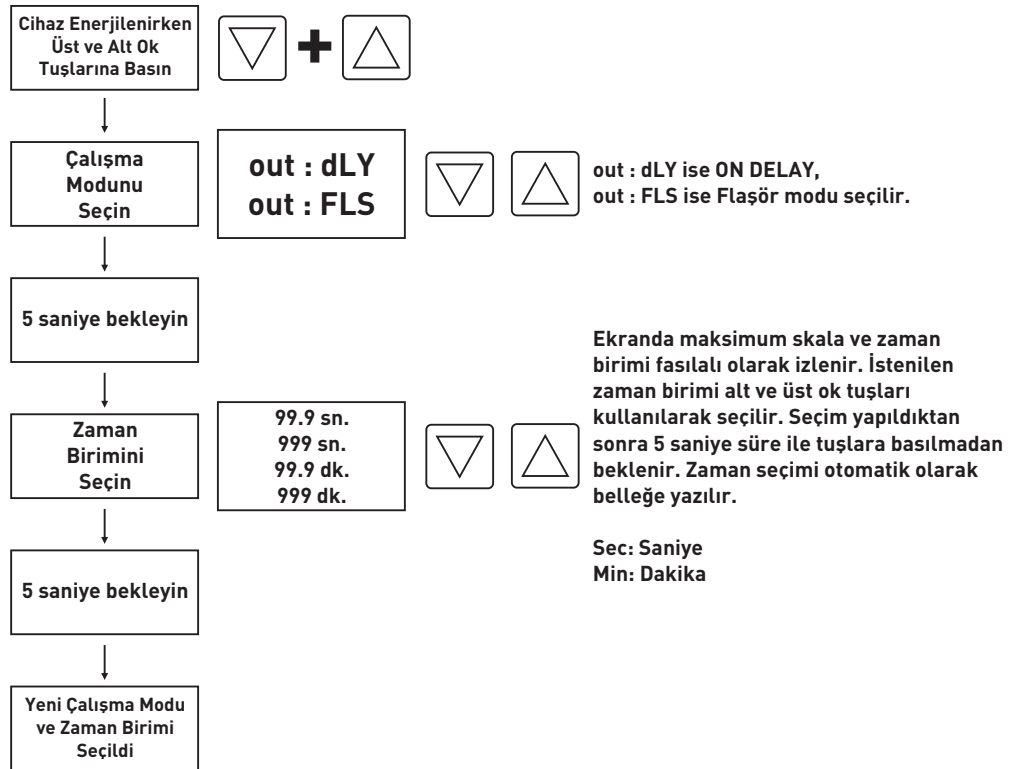 Cihaz Enerjilenirken
Üst ve Alt Ok
Tuşlarına Basın
Çalışma
Modunu
Seçin
out : dLY
out : FLS
out : dLY ise ON DELAY,
out : FLS ise Flaşör modu seçilir.
5 saniye bekleyin
Zaman
Birimini
Seçin
99.9 sn.
999 sn.
99.9 dk.
999 dk.
Ekranda maksimum skala ve zaman
birimi fasılalı olarak izlenir. İstenilen
zaman birimi alt ve üst ok tuşları
kullanılarak seçilir. Seçim yapıldıktan
sonra 5 saniye süre ile tuşlara basılmadan
beklenir. Zaman seçimi otomatik olarak
belleğe yazılır.
Sec: Saniye
Min: Dakika
5 saniye bekleyin
Yeni Çalışma Modu
ve Zaman Birimi
Seçildi